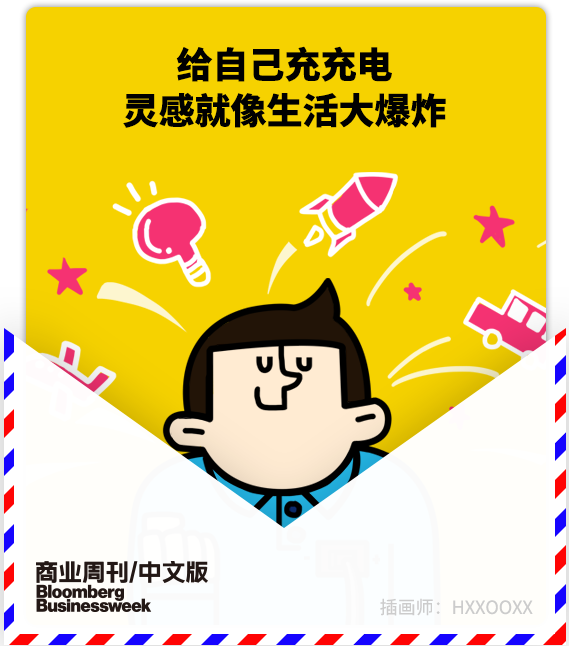 给自己充充电
灵感就像生活大爆炸
商业周刊/中文版
Bloomberg
Businessweek
插画师：HXXOOXX